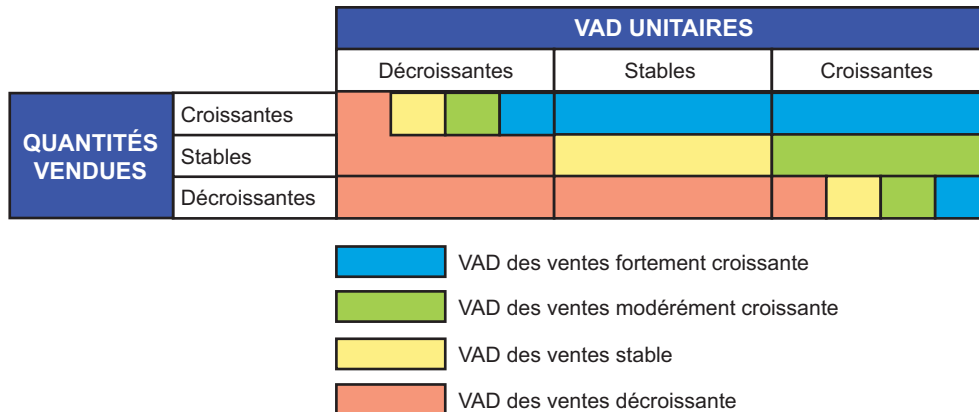 VAD UNITAIRES
Décroissantes Stables Croissantes
QUANTITÉS
VENDUES
Croissantes
Stables
Décroissantes
VAD des ventes fortement croissante
VAD des ventes modérément croissante
VAD des ventes stable
VAD des ventes décroissante